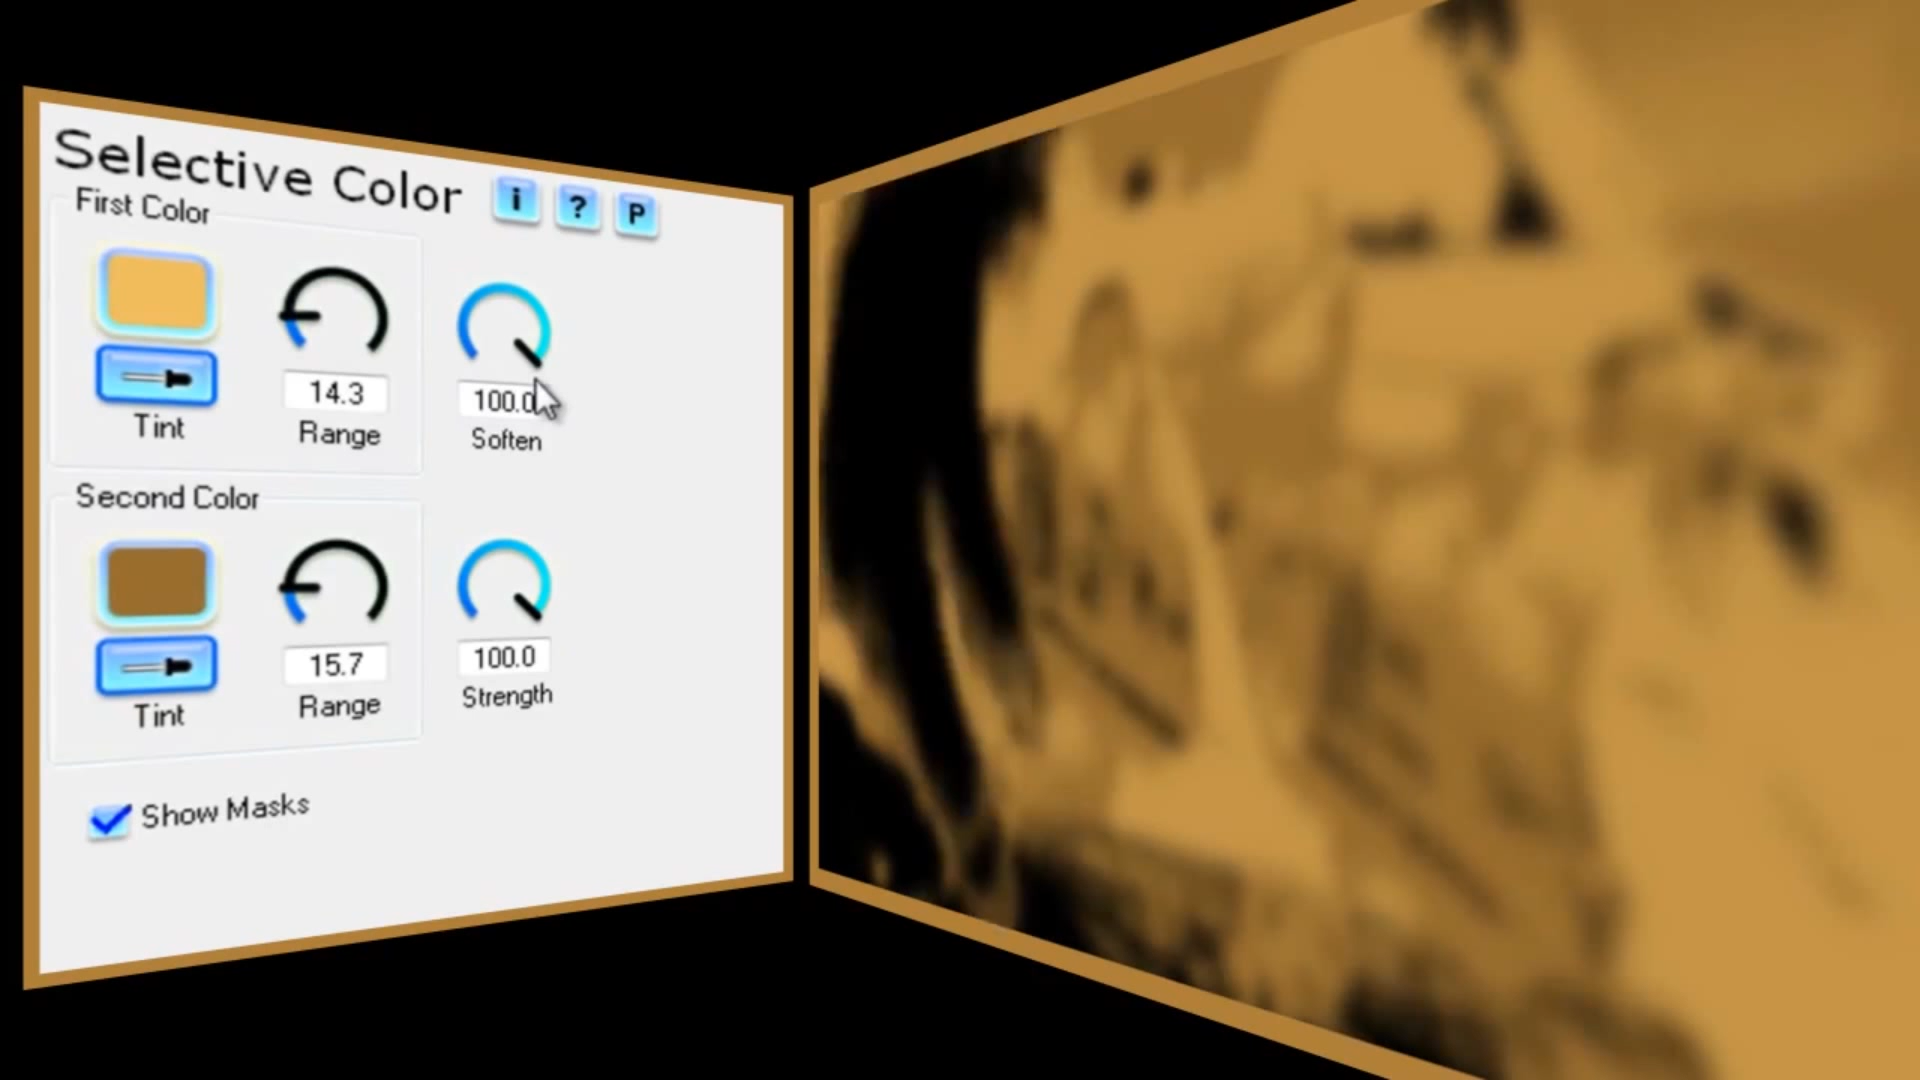 Selective Color i ? P
First Color
14.3
100.0
Tint
Range
Soften
Second Color
15.7
100.0
Tint
Range
Strength
Show Masks